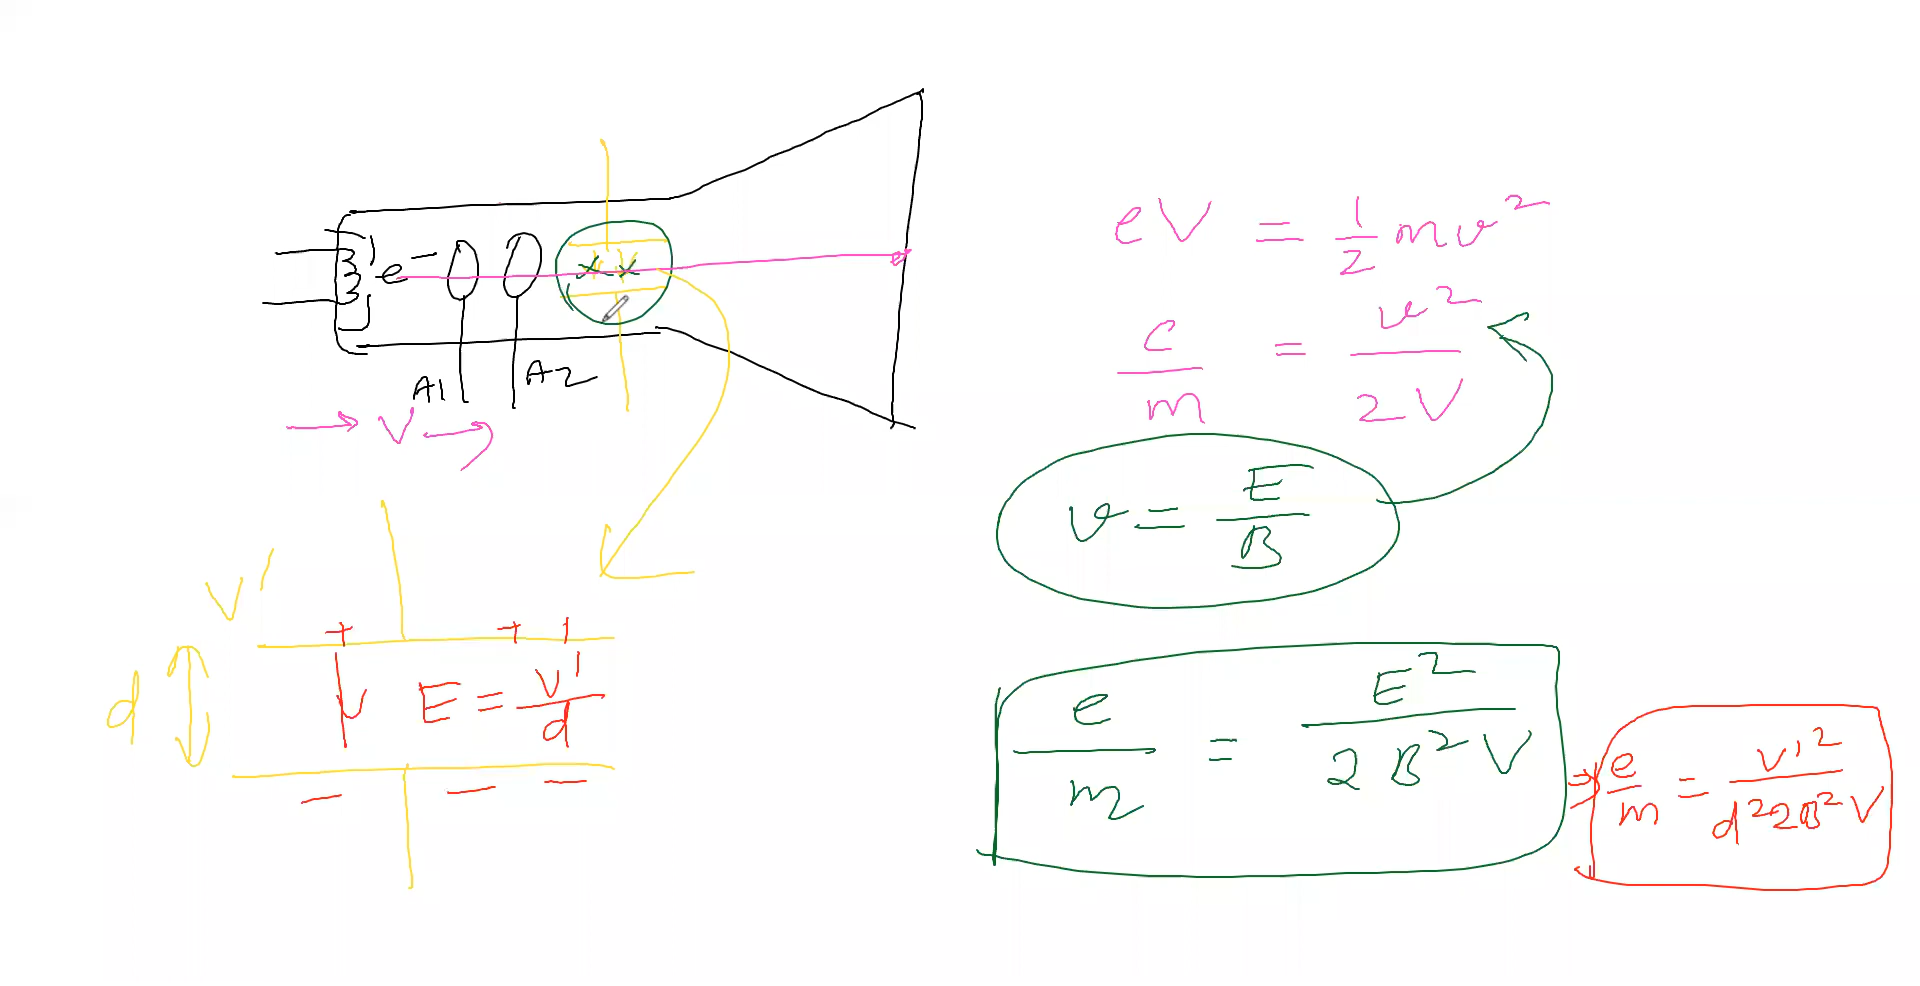 e⁻
x x
A1
A2
→ V →
eV = 1/2 mv²
e/m = v²/2V
v = E/B
V'
+ + +
d
E = V'/d
− − −
e/m = E²/2B²V
⇒ e/m = V'²/d²2B²V